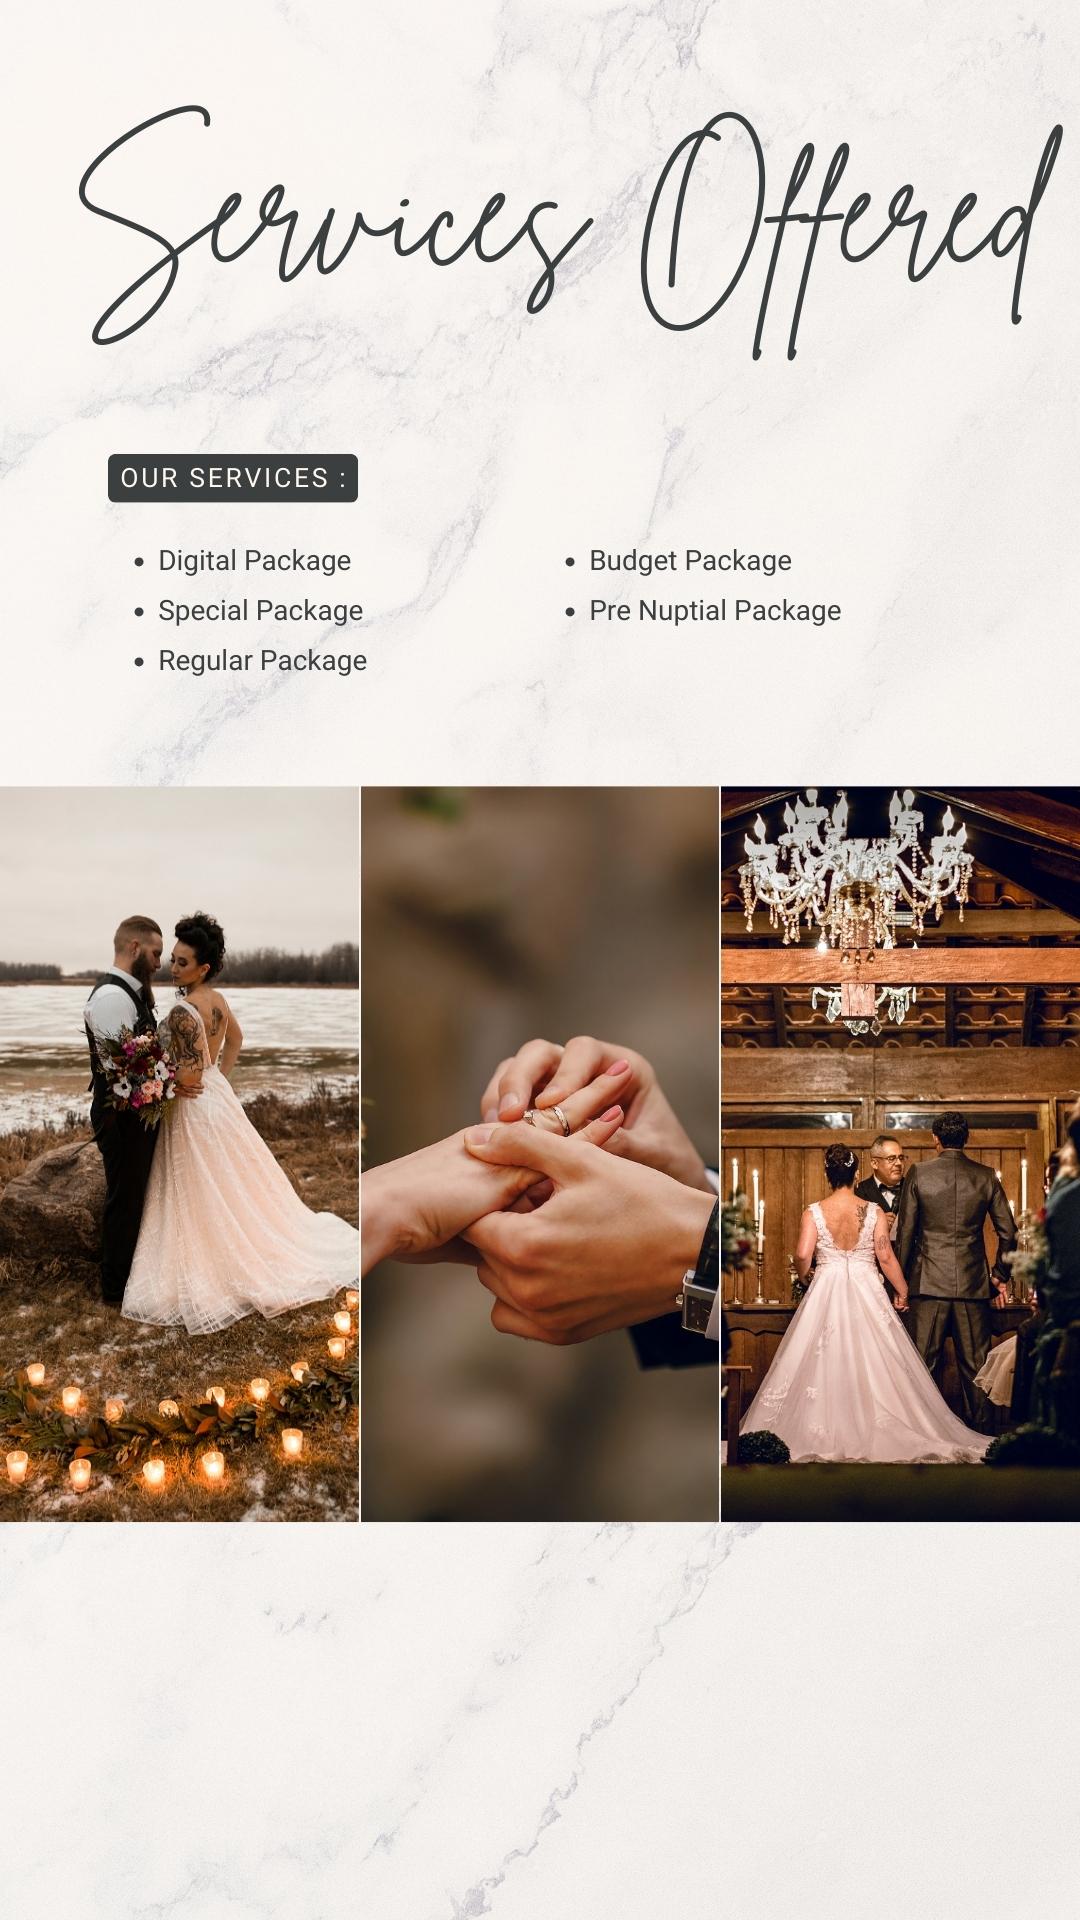 Services Offered
OUR SERVICES :
• Digital Package
• Special Package
• Regular Package
• Budget Package
• Pre Nuptial Package